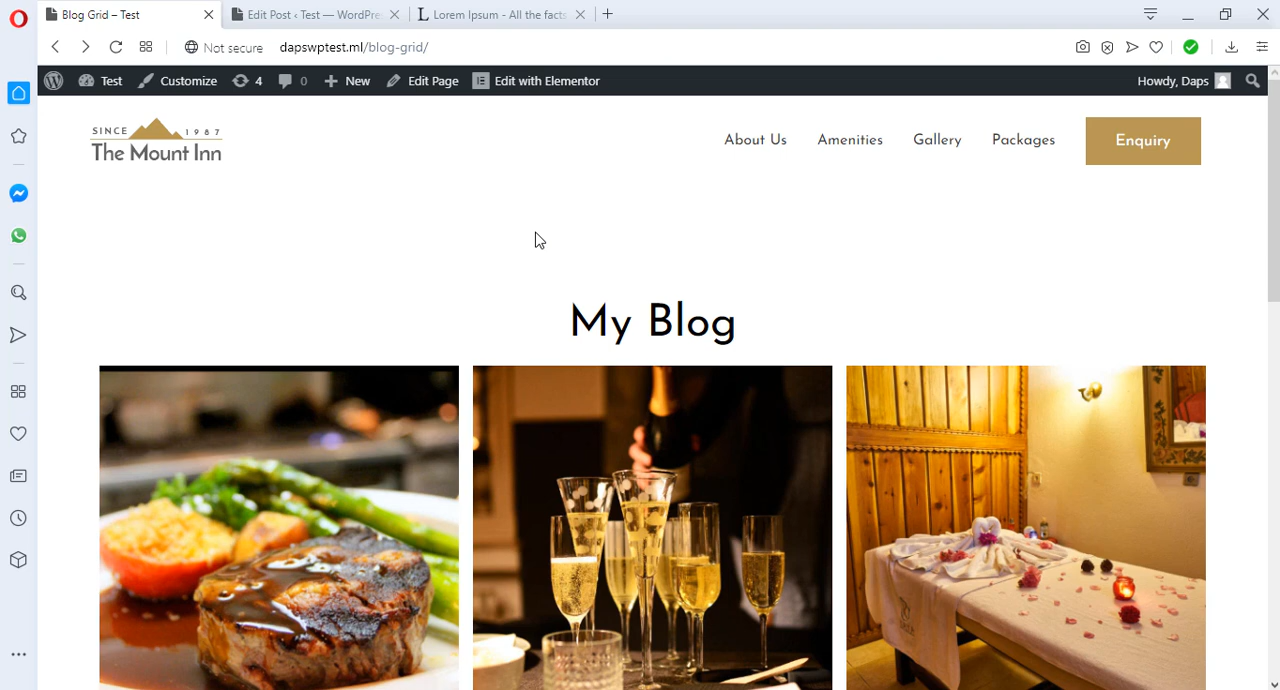 Blog Grid – Test
Edit Post ‹ Test — WordPre
Lorem Ipsum - All the facts
Not secure
dapswptest.ml/blog-grid/
Test
Customize
4
0
New
Edit Page
Edit with Elementor
Howdy, Daps
SINCE 1987
The Mount Inn
About Us
Amenities
Gallery
Packages
Enquiry
My Blog